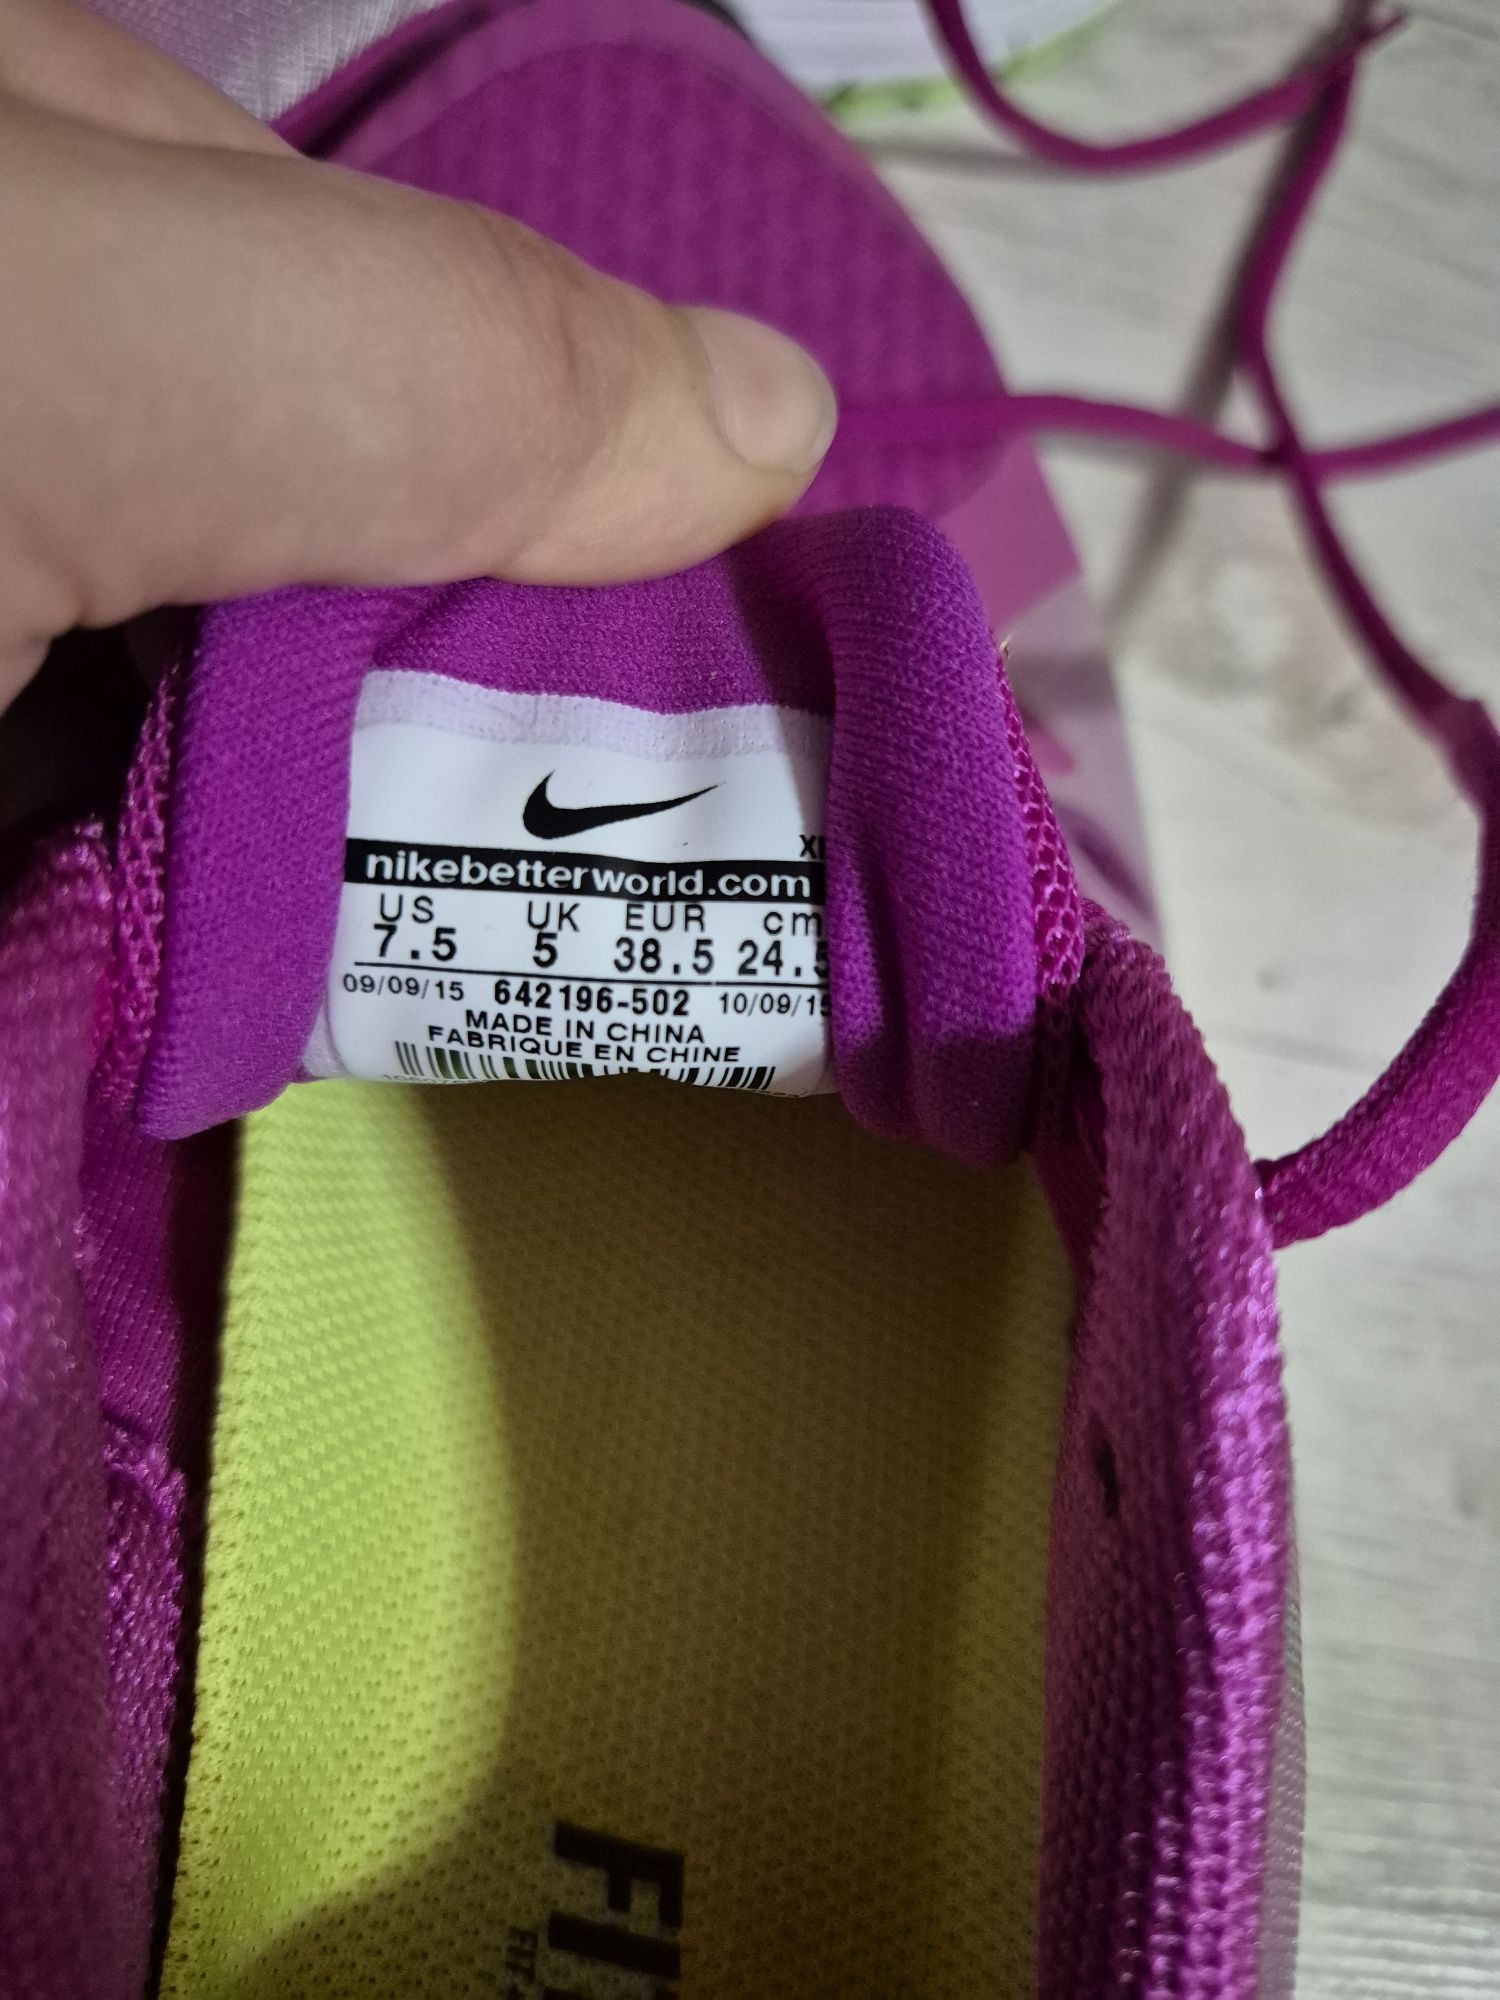 nikebetterworld.com
US UK EUR cm
7.5 5 38.5 24.5
09/09/15 642196-502 10/09/15
MADE IN CHINA
FABRIQUE EN CHINE